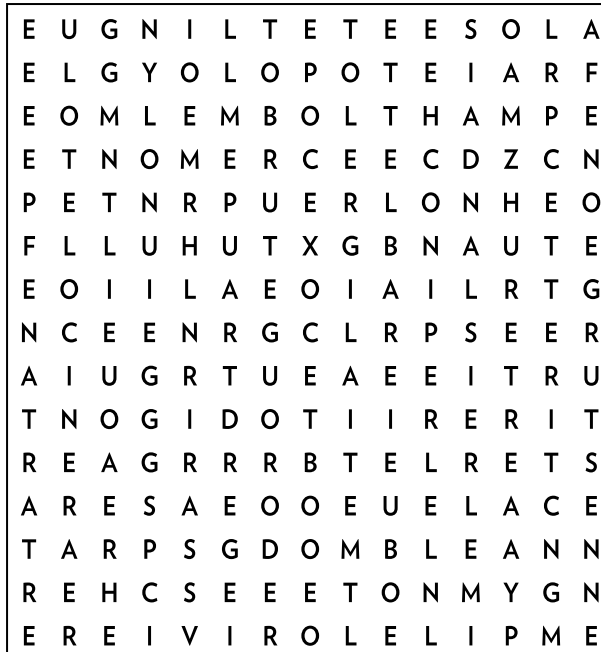 E U G N I L T E T E E S O L A
E L G Y O L O P O T E I A R F
E O M L E M B O L T H A M P E
E T N O M E R C E E C D Z C N
P E T N R P U E R L O N H E O
F L L U H U T X G B N A U T E
E O I I L A E O I A I L R T G
N C E E N R G C L R P S E E R
A I U G R T U E A E E I T R U
T N O G I D O T I I R E R I T
R E A G R R R B T E L R E T S
A R E S A E O O E U E L A C E
T A R P S G D O M B L E A N N
R E H C S E E E T O N M Y G N
E R E I V I R O L E L I P M E